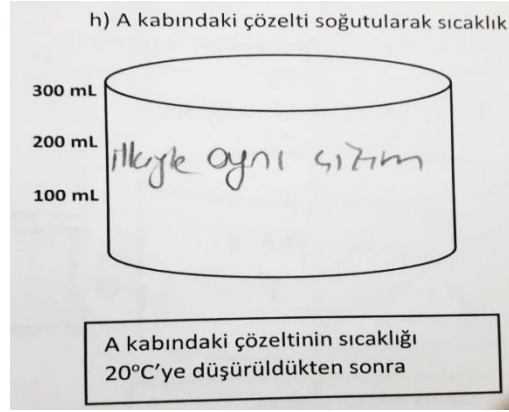 h) A kabındaki çözelti soğutularak sıcaklık
300 mL
200 mL
ilkiyle aynı çizim
100 mL
A kabındaki çözeltinin sıcaklığı
20°C'ye düşürüldükten sonra